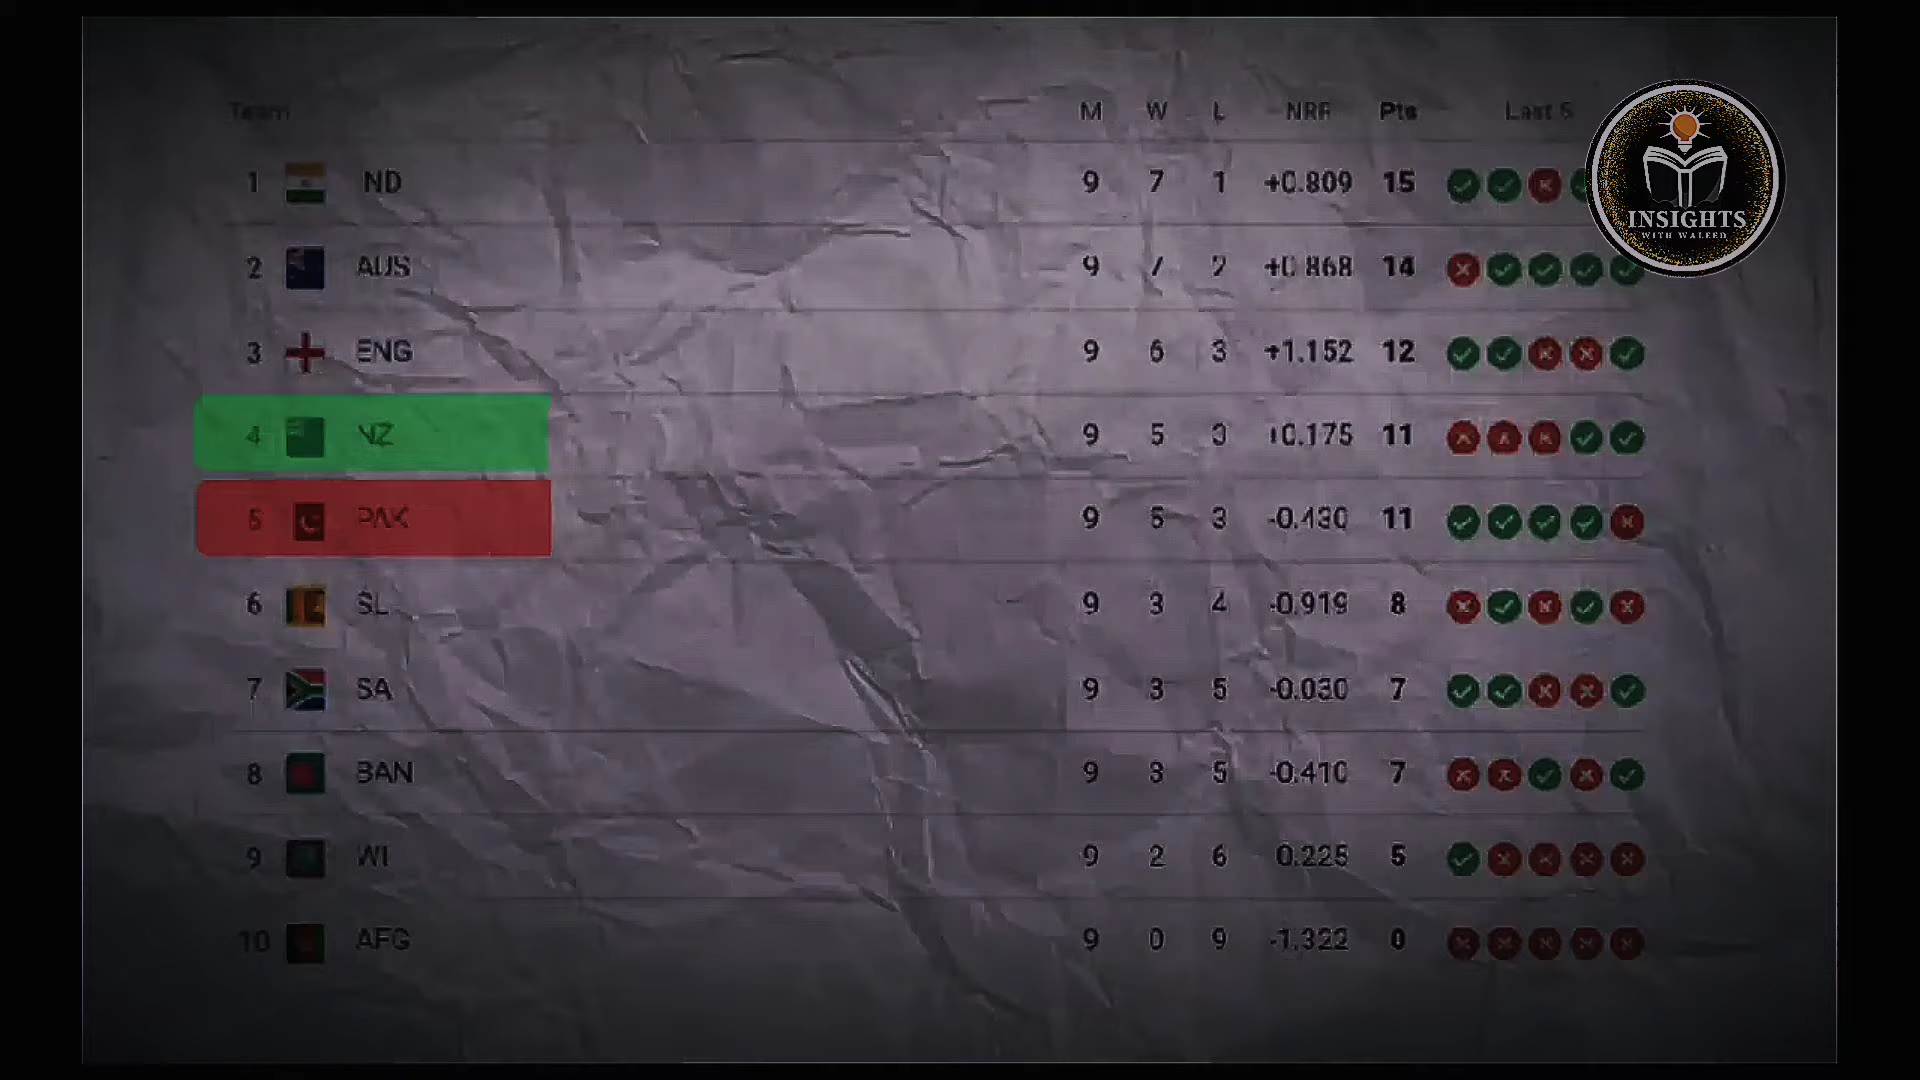 Team M W L NRR Pts Last 5
1 ND 9 7 1 +0.809 15
2 AUS 9 7 2 +0.868 14
3 ENG 9 6 3 +1.152 12
4 NZ 9 5 3 +0.175 11
5 PAK 9 5 3 -0.430 11
6 SL 9 3 4 -0.919 8
7 SA 9 3 5 -0.030 7
8 BAN 9 3 5 -0.410 7
9 WI 9 2 6 0.225 5
10 AFG 9 0 9 -1.322 0
INSIGHTS
WITH WALEED